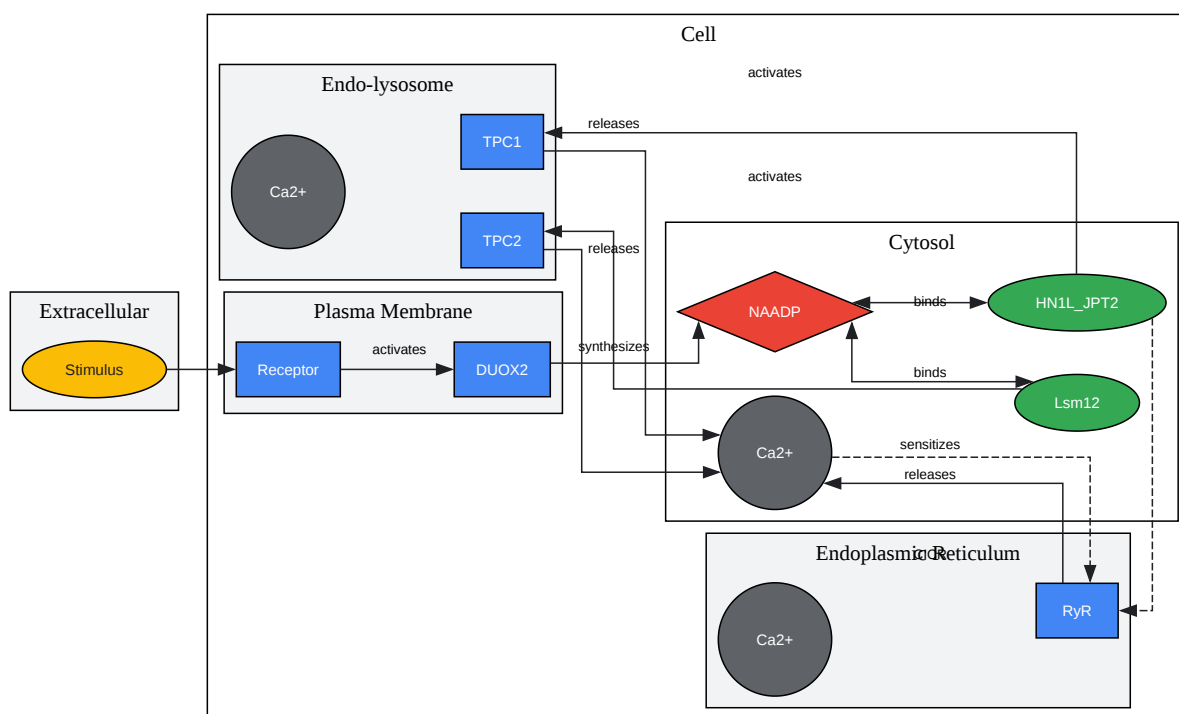 Cell
activates
Endo-lysosome
releases
TPC1
activates
Ca2+
TPC2
releases
Cytosol
Extracellular
Plasma Membrane
NAADP
binds
HN1L_JPT2
Stimulus
Receptor
activates
DUOX2
synthesizes
binds
Lsm12
Ca2+
sensitizes
releases
Endoplasmic Reticulum
CICR
Ca2+
RyR